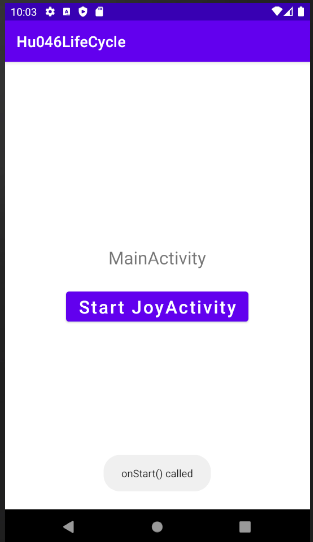 10:03
Hu046LifeCycle
MainActivity
Start JoyActivity
onStart() called